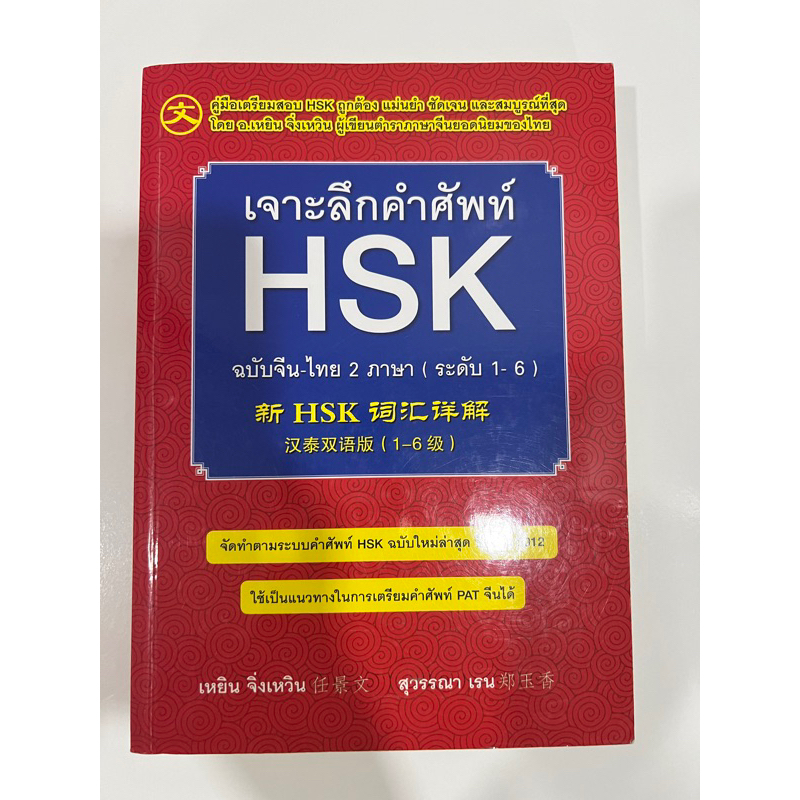 文
คู่มือเตรียมสอบ HSK ถูกต้อง แม่นยำ ชัดเจน และสมบูรณ์ที่สุด
โดย อ.เหยิน จิ่งเหวิน ผู้เขียนตำราภาษาจีนยอดนิยมของไทย
เจาะลึกคำศัพท์
HSK
ฉบับจีน-ไทย 2 ภาษา ( ระดับ 1- 6 )
新 HSK 词汇详解
汉泰双语版 ( 1-6 级 )
จัดทำตามระบบคำศัพท์ HSK ฉบับใหม่ล่าสุด
ใช้เป็นแนวทางในการเตรียมคำศัพท์ PAT จีนได้
เหยิน จิ่งเหวิน 任景文 สุวรรณา เรน 郑玉香